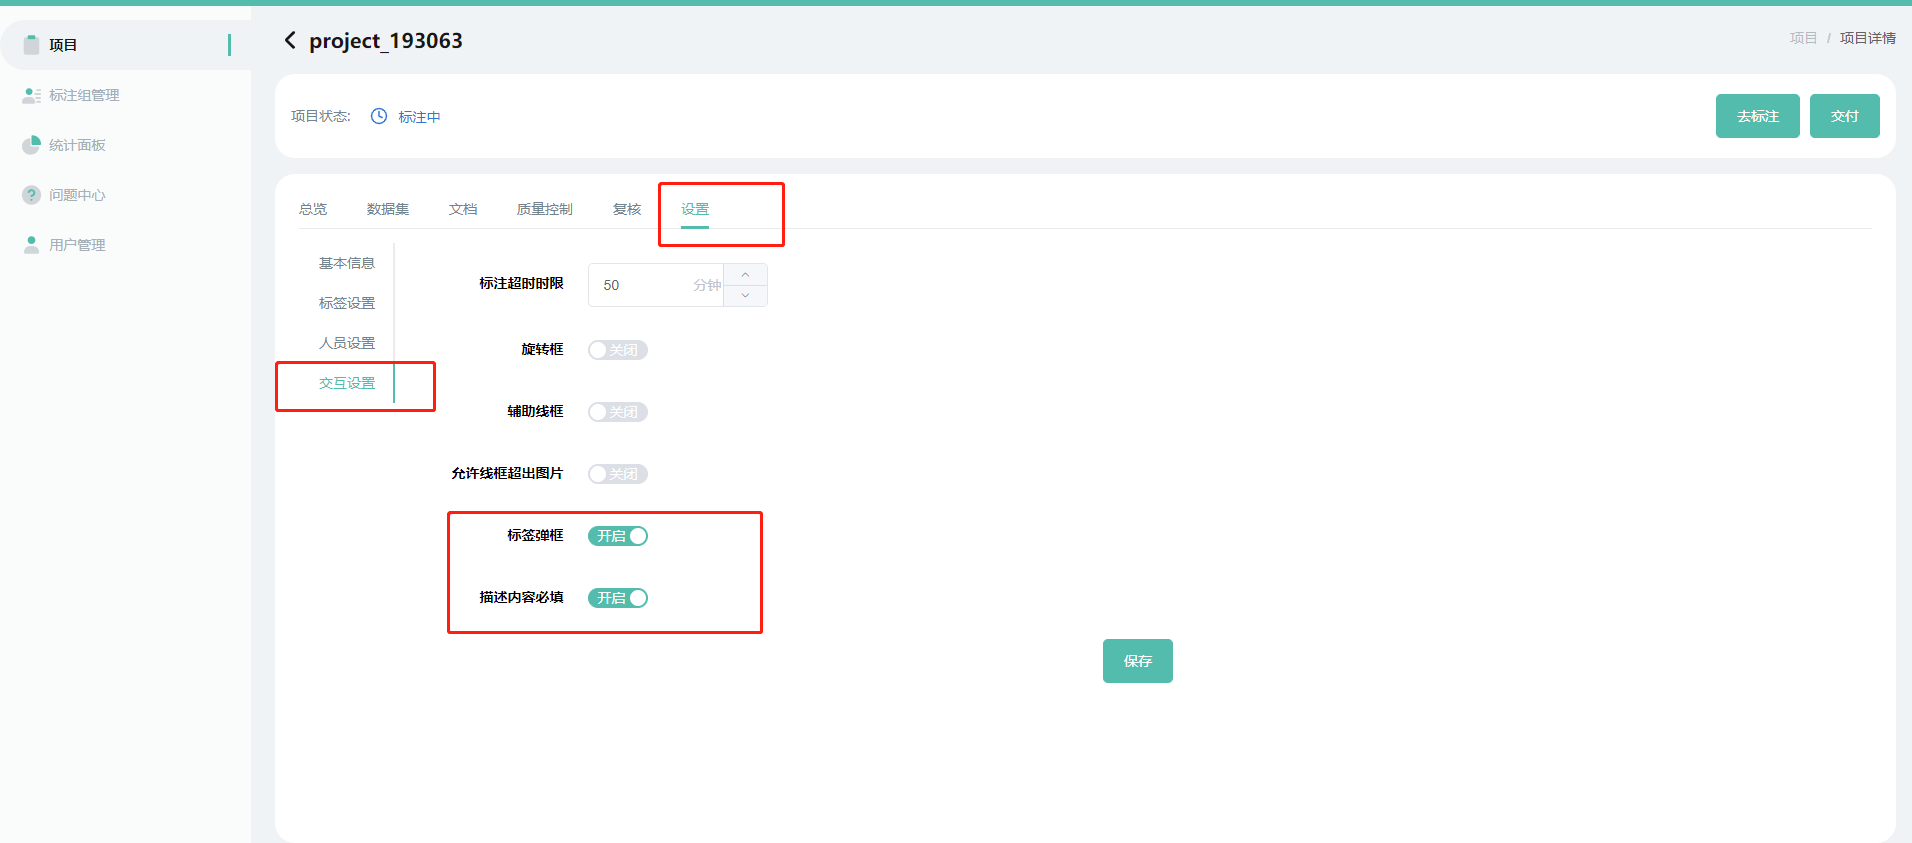 项目
标注组管理
统计面板
问题中心
用户管理
project_193063
项目 / 项目详情
项目状态: 标注中
去标注 交付
总览 数据集 文档 质量控制 复核 设置
基本信息
标签设置
人员设置
交互设置
标注超时时限 50 分钟
旋转框 关闭
辅助线框 关闭
允许线框超出图片 关闭
标签弹框 开启
描述内容必填 开启
保存